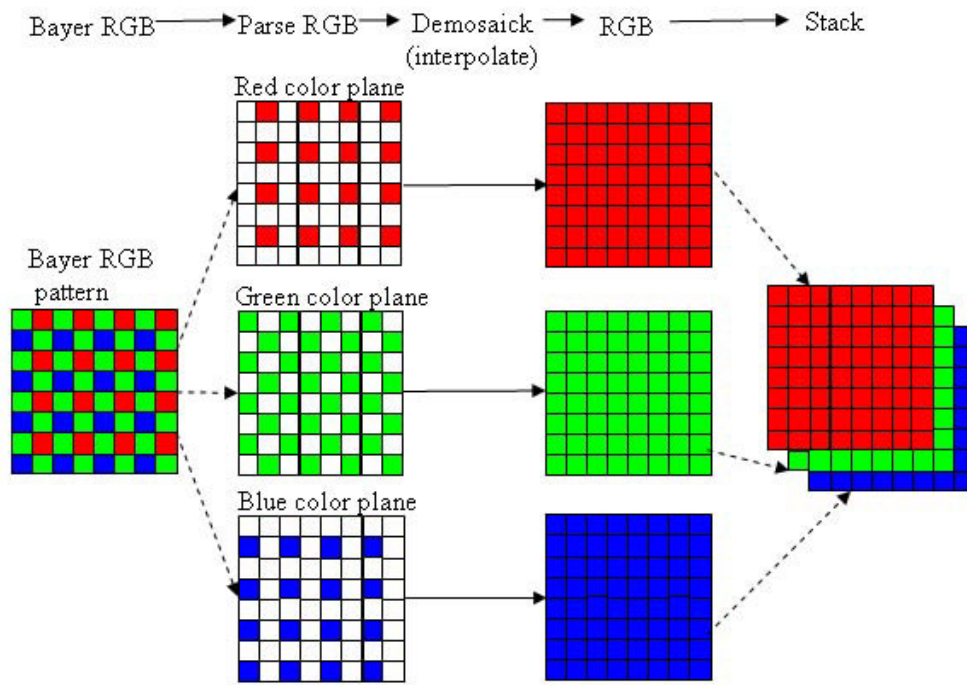 Bayer RGB Parse RGB Demosaick RGB Stack
(interpolate)
Red color plane
Bayer RGB
pattern
Green color plane
Blue color plane